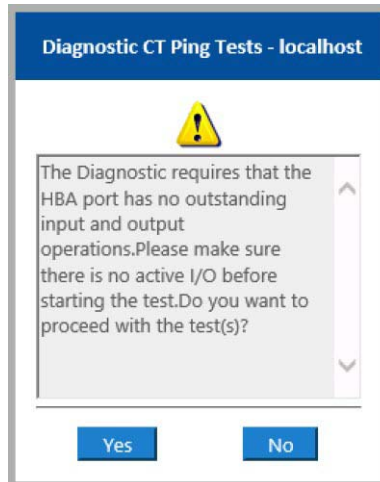 Diagnostic CT Ping Tests - localhost
The Diagnostic requires that the
HBA port has no outstanding
input and output
operations.Please make sure
there is no active I/O before
starting the test.Do you want to
proceed with the test(s)?
Yes
No